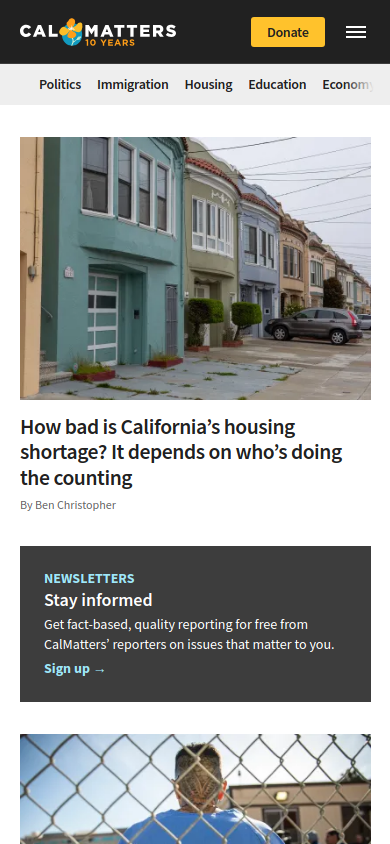 CALMATTERS
10 YEARS
Donate
Politics Immigration Housing Education Economy
How bad is California’s housing
shortage? It depends on who’s doing
the counting
By Ben Christopher
NEWSLETTERS
Stay informed
Get fact-based, quality reporting for free from
CalMatters’ reporters on issues that matter to you.
Sign up →